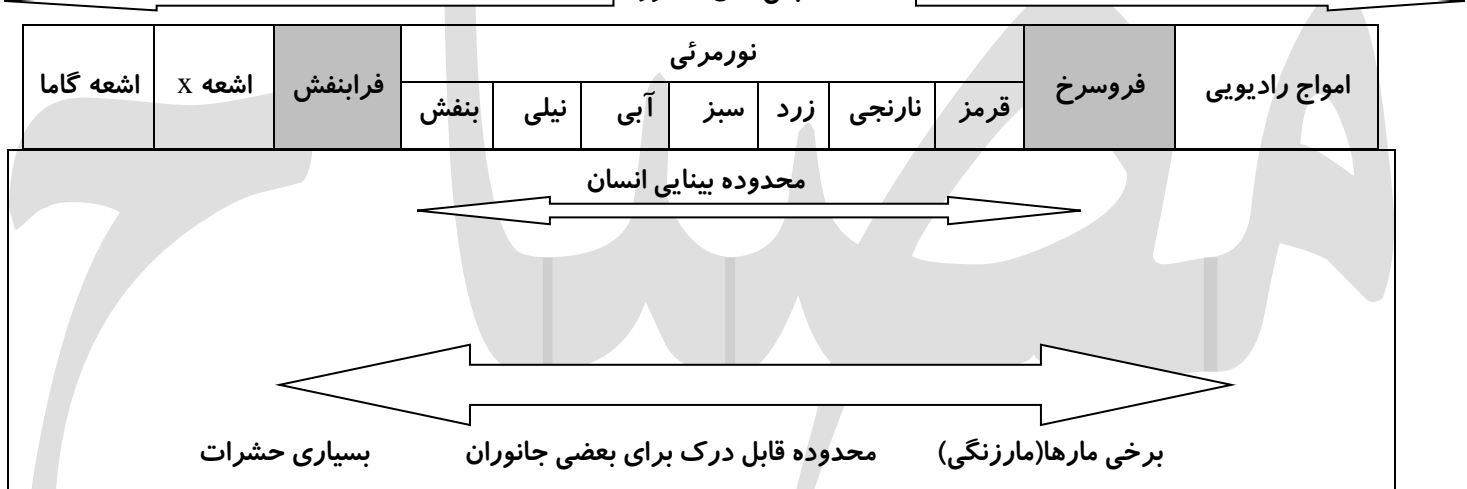 نورمرئی
امواج رادیویی فروسرخ قرمز نارنجی زرد سبز آبی نیلی بنفش فرابنفش اشعه x اشعه گاما
محدوده بینایی انسان
برخی مارها(مارزنگی) محدوده قابل درک برای بعضی جانوران بسیاری حشرات
مصباح